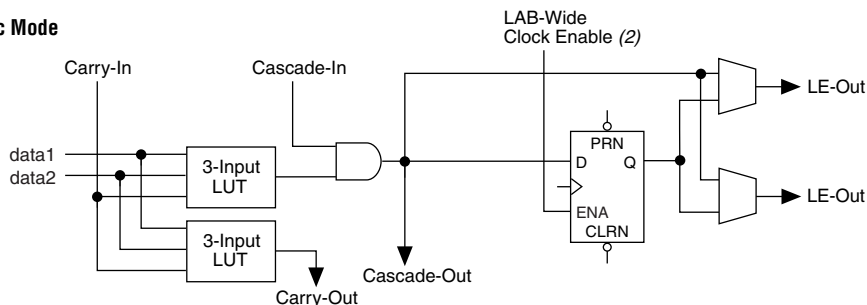 c Mode
LAB-Wide
Clock Enable (2)
Carry-In
Cascade-In
LE-Out
PRN
data1
data2
3-Input
LUT
D
Q
ENA
CLRN
LE-Out
3-Input
LUT
Cascade-Out
Carry-Out